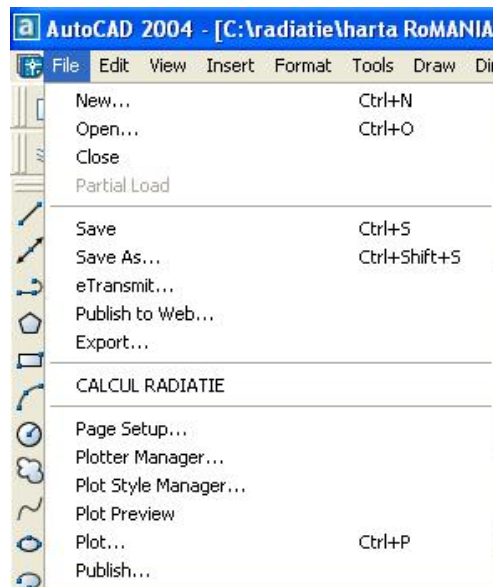 a AutoCAD 2004 - [C:\radiatie\harta RoMANIA
File Edit View Insert Format Tools Draw
New... Ctrl+N
Open... Ctrl+O
Close
Partial Load
Save Ctrl+S
Save As... Ctrl+Shift+S
eTransmit...
Publish to Web...
Export...
CALCUL RADIATIE
Page Setup...
Plotter Manager...
Plot Style Manager...
Plot Preview
Plot... Ctrl+P
Publish...